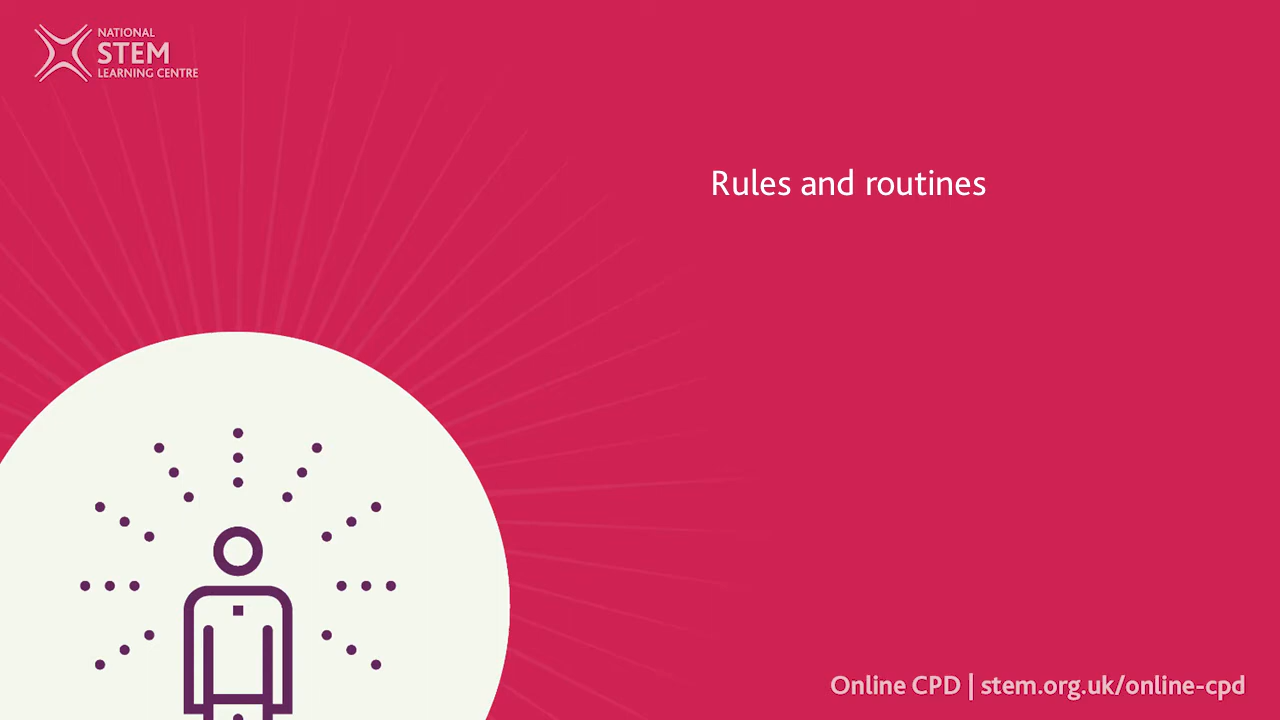 NATIONAL
STEM
LEARNING CENTRE
Rules and routines
Online CPD | stem.org.uk/online-cpd